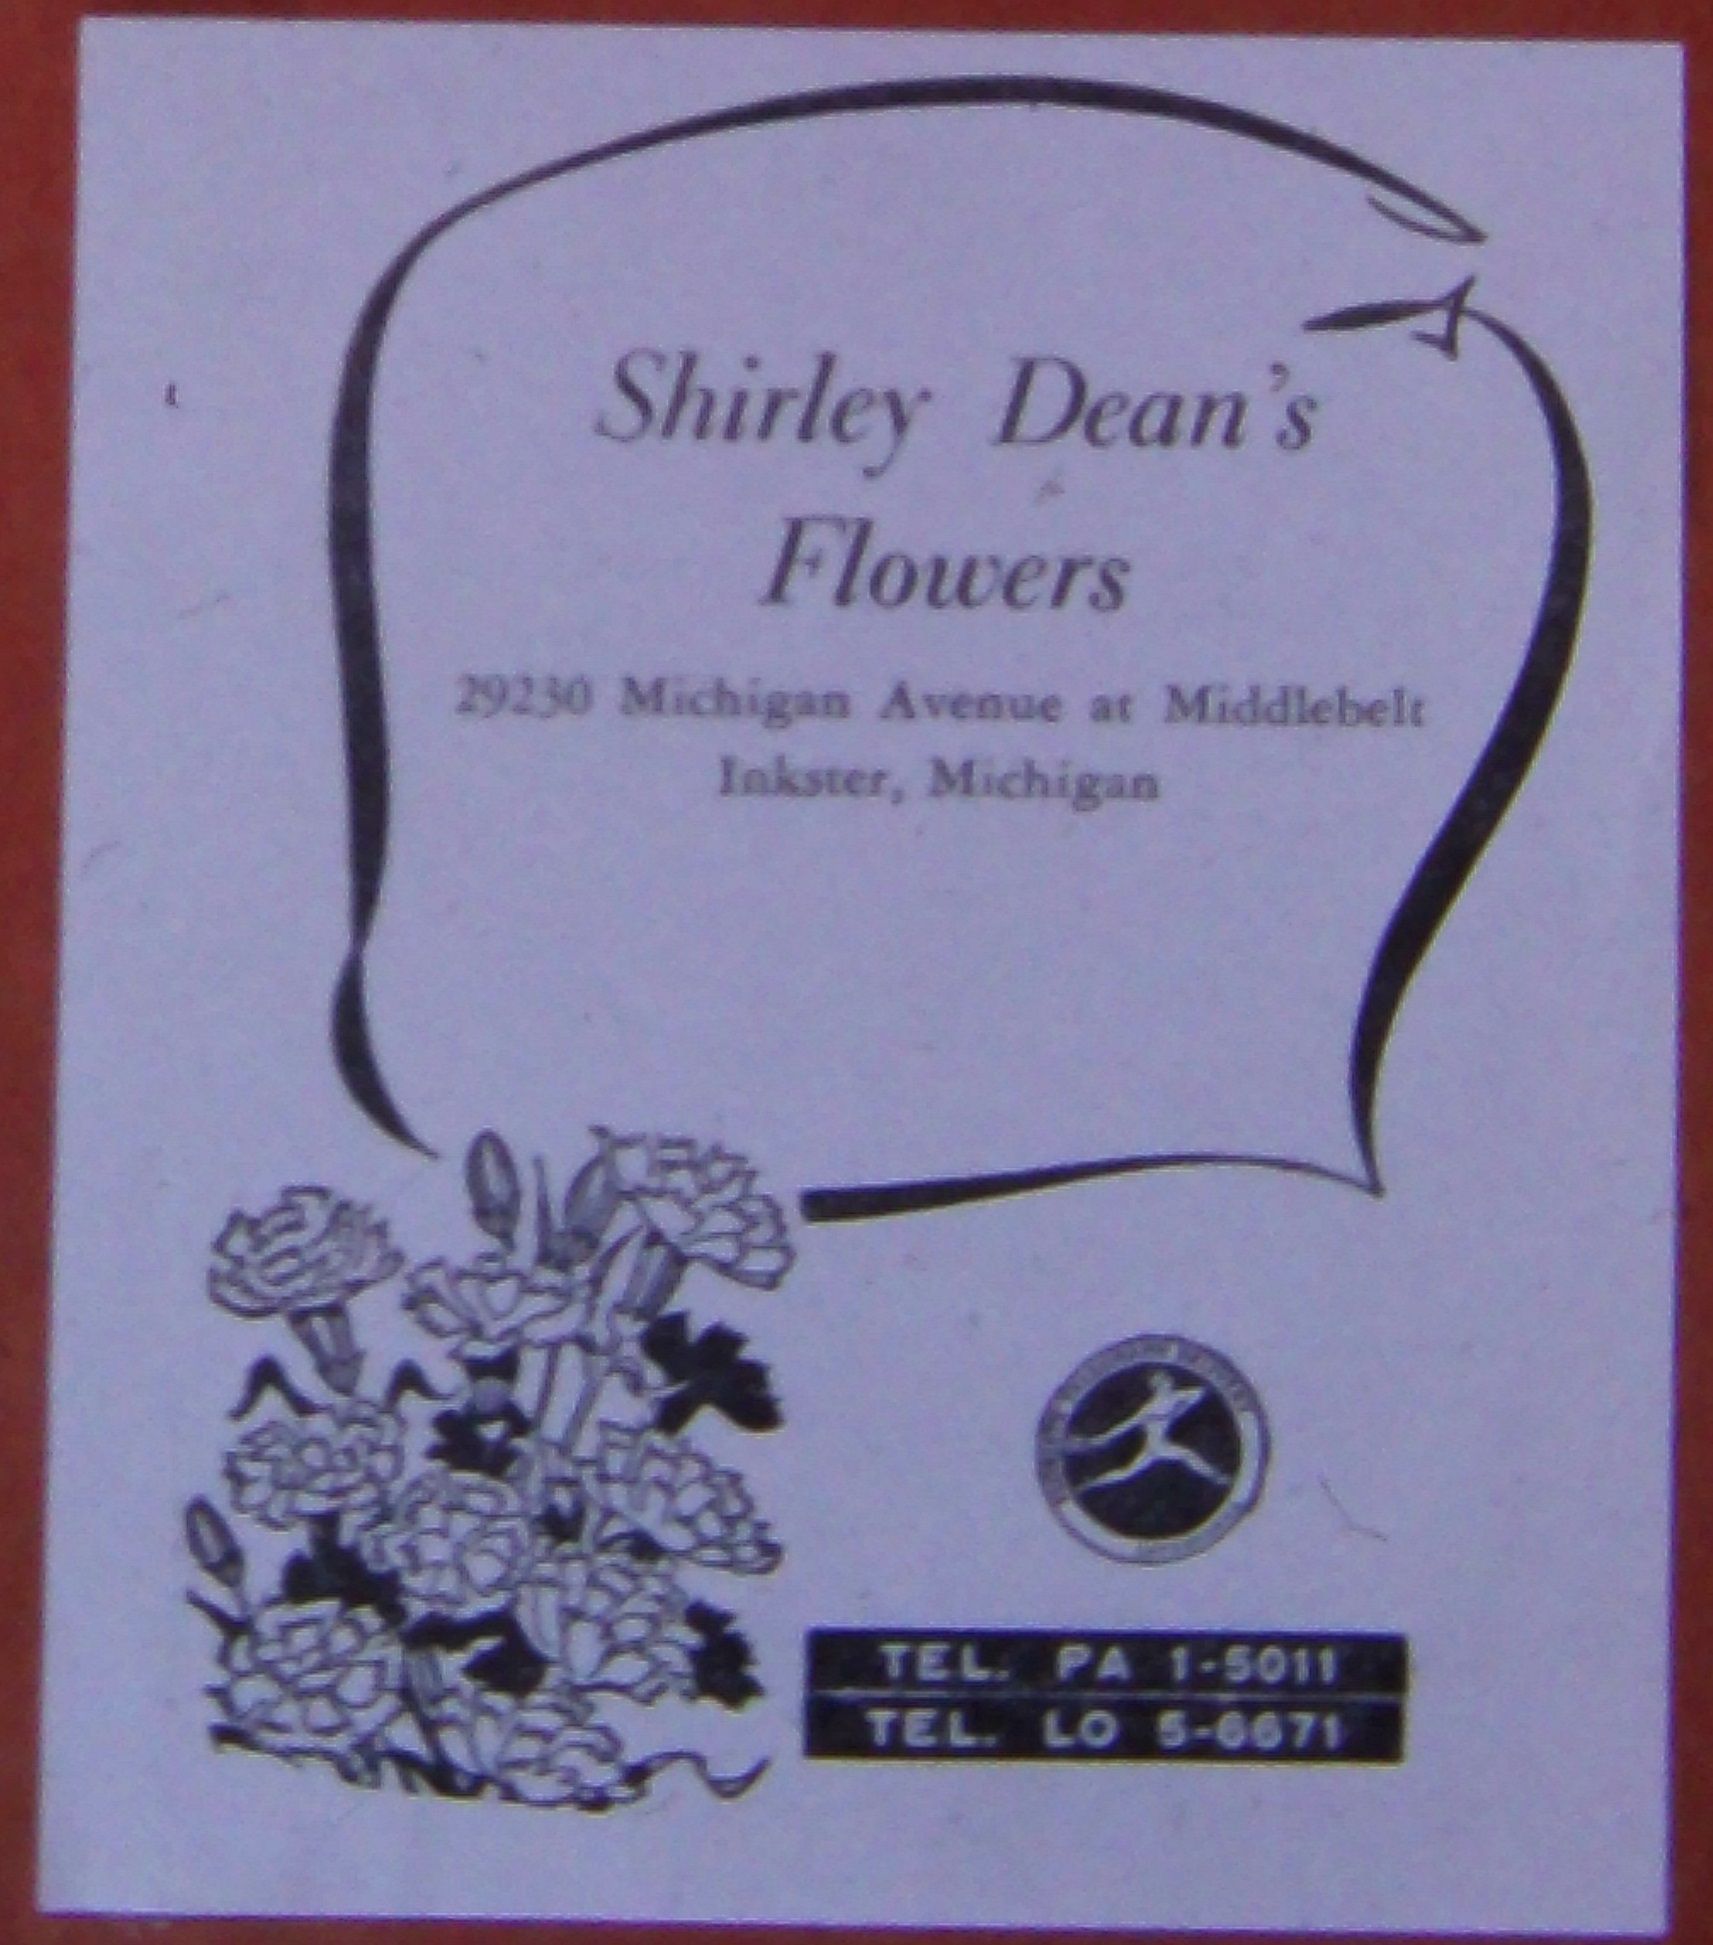 Shirley Dean's
Flowers
29230 Michigan Avenue at Middlebelt
Inkster, Michigan
TEL. PA 1-5011
TEL. LO 5-6671